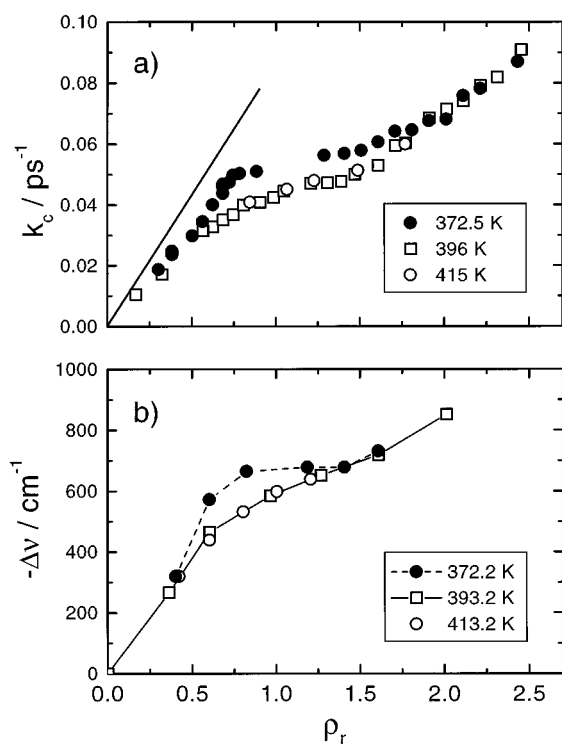 a)
k_c / ps⁻¹
0.10
0.08
0.06
0.04
0.02
0.00
372.5 K
396 K
415 K
b)
-Δν / cm⁻¹
1000
800
600
400
200
0
372.2 K
393.2 K
413.2 K
0.0 0.5 1.0 1.5 2.0 2.5
ρ_r